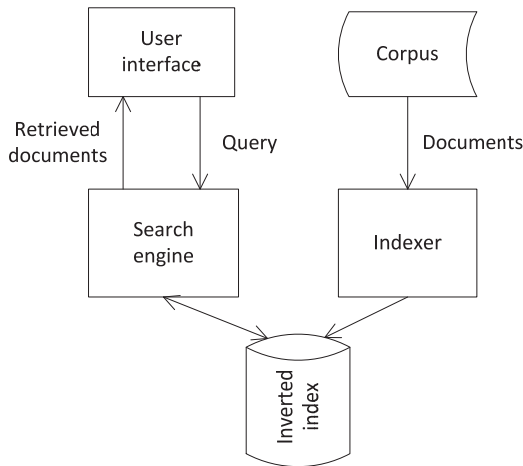 User
interface
Corpus
Retrieved
documents
Query
Documents
Search
engine
Indexer
Inverted
index